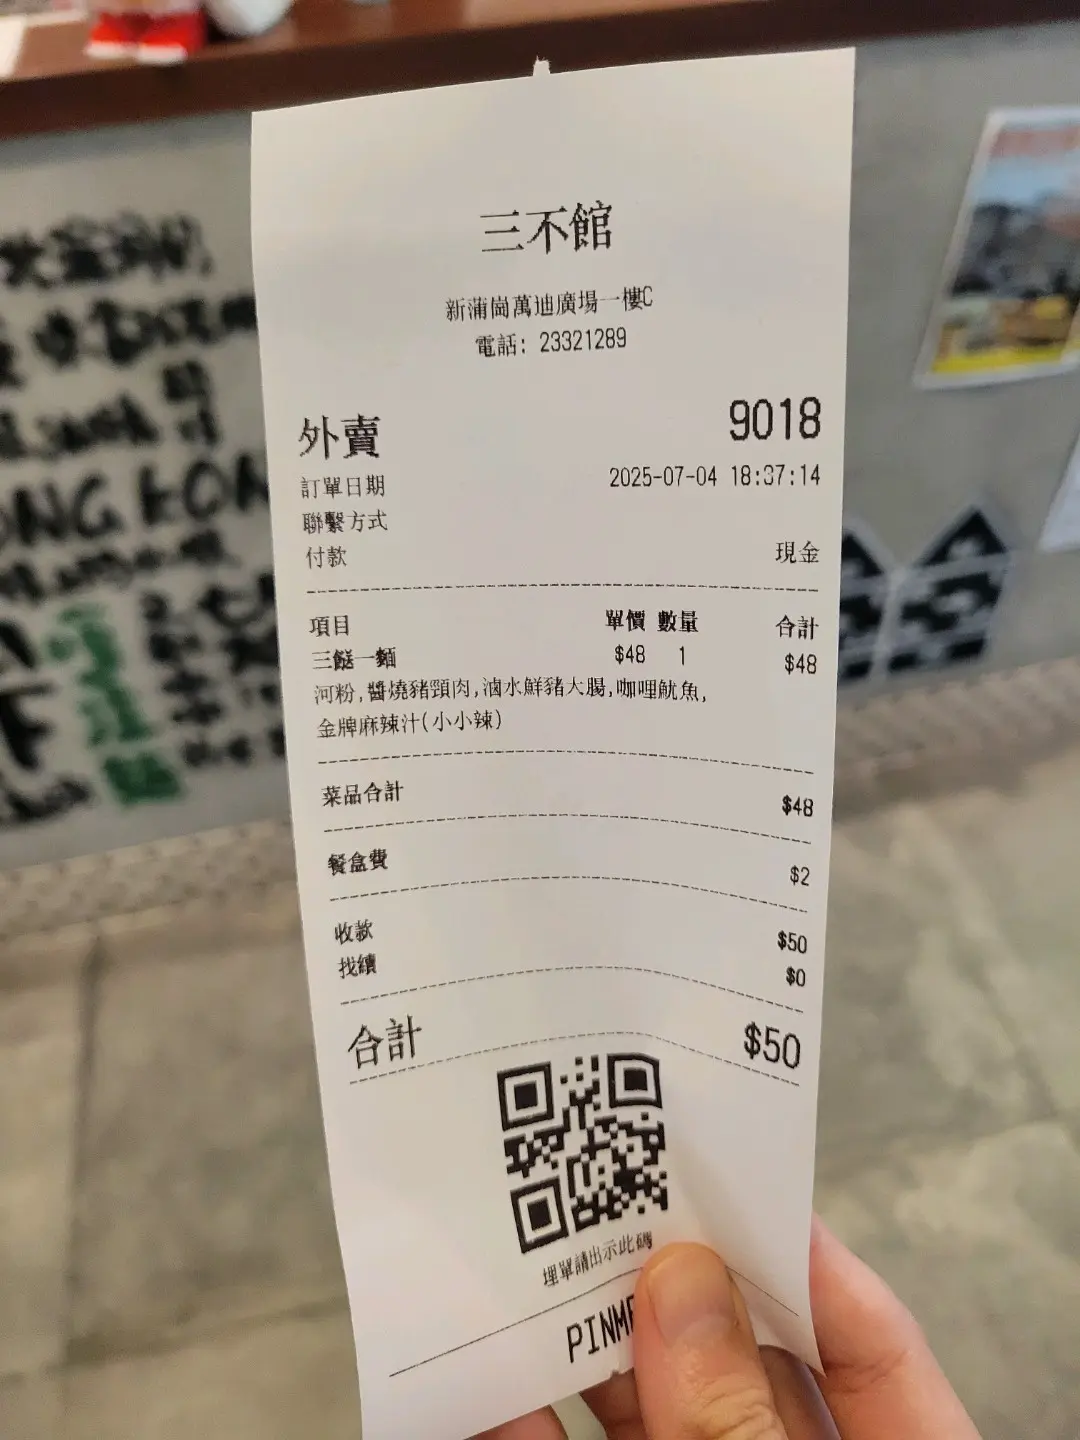 三不館
新蒲崗萬迪廣場一樓C
電話: 23321289
外賣 9018
訂單日期 2025-07-04 18:37:14
聯繫方式
付款 現金
項目 單價 數量 合計
三餸一麵 $48 1 $48
河粉,醬燒豬頸肉,滷水鮮豬大腸,咖哩魷魚,
金牌麻辣汁(小小辣)
菜品合計 $48
餐盒費 $2
收款 $50
找續 $0
合計 $50
埋單請出示此碼
PINME